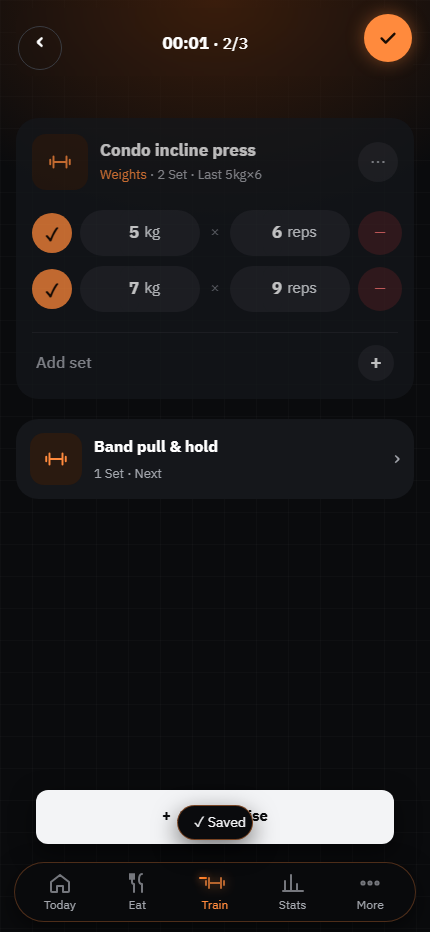 00:01 · 2/3
Condo incline press
Weights · 2 Set · Last 5kg×6
✓ 5 kg × 6 reps −
✓ 7 kg × 9 reps −
Add set +
Band pull & hold
1 Set · Next
+
✓ Saved
Today Eat Train Stats More